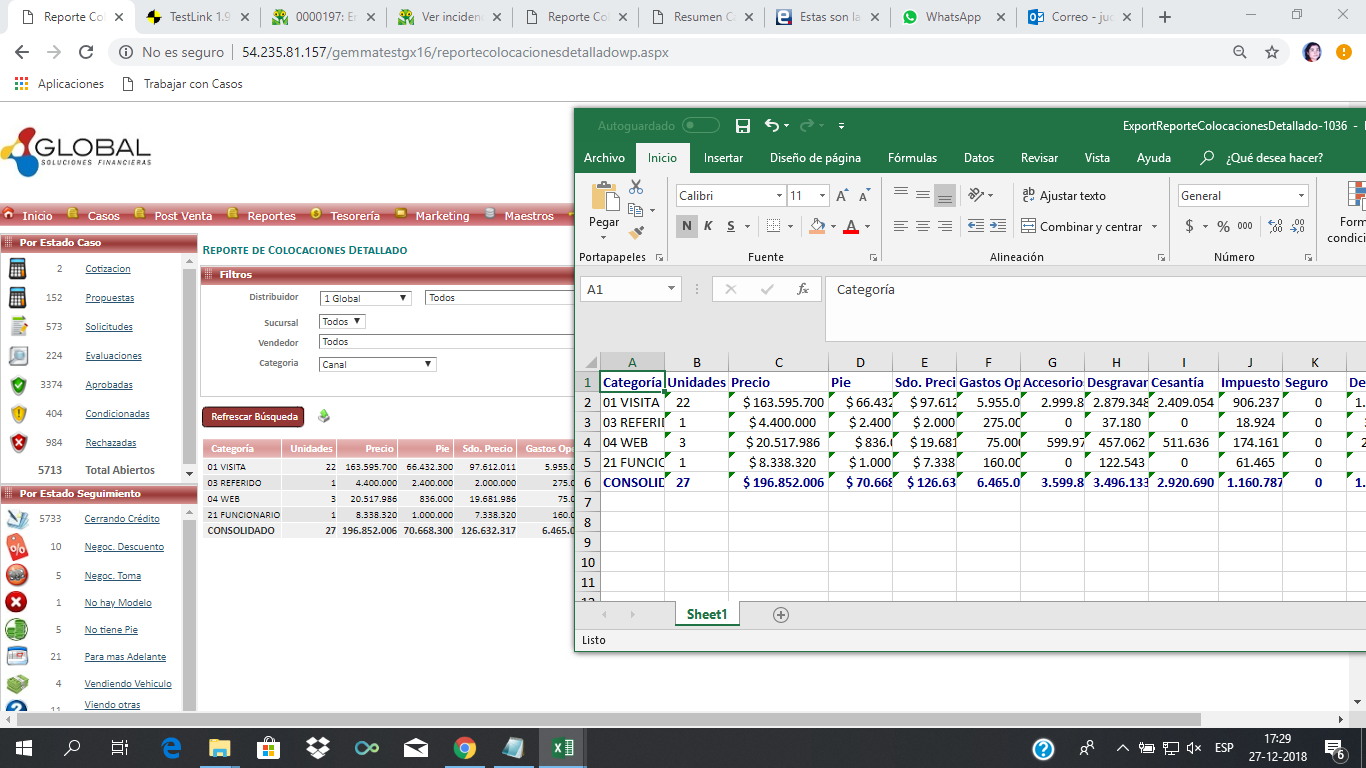 Reporte Col
TestLink 1.9
0000197: Er
Ver inciden
Reporte Col
Resumen C
Estas son la
WhatsApp
Correo - juc
No es seguro
54.235.81.157/gemmatestgx16/reportecolocacionesdetalladowp.aspx
Aplicaciones
Trabajar con Casos
GLOBAL
SOLUCIONES FINANCIERAS
Inicio
Casos
Post Venta
Reportes
Tesorería
Marketing
Maestros
Por Estado Caso
2 Cotizacion
152 Propuestas
573 Solicitudes
224 Evaluaciones
3374 Aprobadas
404 Condicionadas
984 Rechazadas
5713 Total Abiertos
Por Estado Seguimiento
5733 Cerrando Crédito
10 Negoc. Descuento
5 Negoc. Toma
1 No hay Modelo
5 No tiene Pie
21 Para mas Adelante
4 Vendiendo Vehiculo
11 Viendo otras
Reporte de Colocaciones Detallado
Filtros
Distribuidor 1 Global Todos
Sucursal Todos
Vendedor Todos
Categoria Canal
Refrescar Búsqueda
Categoría Unidades Precio Pie Sdo. Precio Gastos Op
01 VISITA 22 163.595.700 66.432.300 97.612.011 5.955.0
03 REFERIDO 1 4.400.000 2.400.000 2.000.000 275.0
04 WEB 3 20.517.986 836.000 19.681.986 75.0
21 FUNCIONARIO 1 8.338.320 1.000.000 7.338.320 160.0
CONSOLIDADO 27 196.852.006 70.668.300 126.632.317 6.465.0
Autoguardado
ExportReporteColocacionesDetallado-1036 -
Archivo
Inicio
Insertar
Diseño de página
Fórmulas
Datos
Revisar
Vista
Ayuda
¿Qué desea hacer?
Pegar
Calibri
11
N K S
Ajustar texto
Combinar y centrar
General
$ % 000
Form
condicio
Portapapeles
Fuente
Alineación
Número
A1
fx
Categoría
A B C D E F G H I J K
1 Categoría Unidades Precio Pie Sdo. Preci Gastos Op Accesorio Desgravar Cesantía Impuesto Seguro De
2 01 VISITA 22 $ 163.595.700 $ 66.432 $ 97.612 5.955.0 2.999.8 2.879.348 2.409.054 906.237 0 1.
3 03 REFERI 1 $ 4.400.000 $ 2.400 $ 2.000 275.00 0 37.180 0 18.924 0
4 04 WEB 3 $ 20.517.986 $ 836. $ 19.681 75.000 599.97 457.062 511.636 174.161 0 2
5 21 FUNCIO 1 $ 8.338.320 $ 1.000 $ 7.338 160.00 0 122.543 0 61.465 0
6 CONSOLID 27 $ 196.852.006 $ 70.668 $ 126.63 6.465.0 3.599.8 3.496.133 2.920.690 1.160.787 0 1.
7
8
9
10
11
12
Sheet1
Listo
ESP
17:29
27-12-2018
6